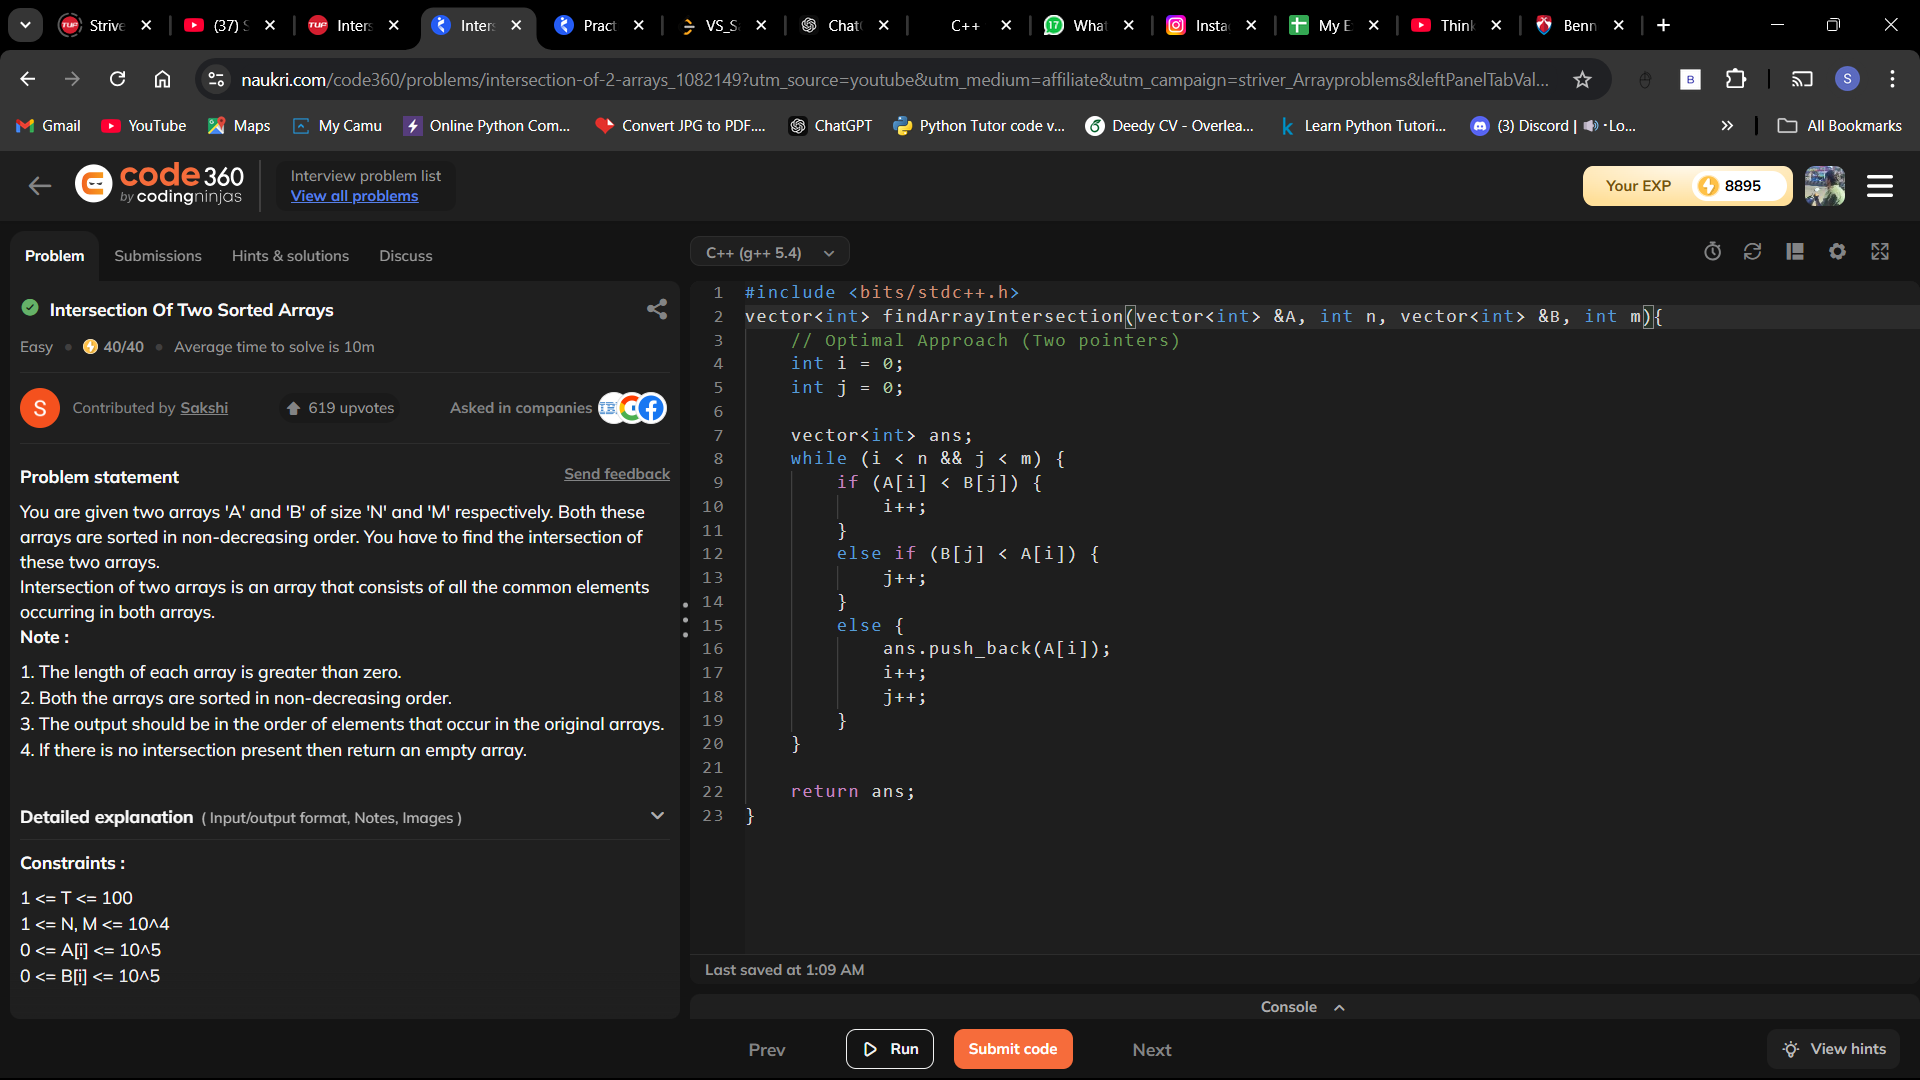 Strive
(37) S
Inters
Inters
Pract
VS_S
Chat
C++
What
Insta
My E
Think
Benn
naukri.com/code360/problems/intersection-of-2-arrays_1082149?utm_source=youtube&utm_medium=affiliate&utm_campaign=striver_Arrayproblems&leftPanelTabVal...
B
S
Gmail
YouTube
Maps
My Camu
Online Python Com...
Convert JPG to PDF....
ChatGPT
Python Tutor code v...
Deedy CV - Overlea...
Learn Python Tutori...
(3) Discord | 🔊・Lo...
All Bookmarks
code 360
by codingninjas
Interview problem list
View all problems
Your EXP 8895
Problem
Submissions
Hints & solutions
Discuss
Intersection Of Two Sorted Arrays
Easy • 40/40 • Average time to solve is 10m
S
Contributed by Sakshi
619 upvotes
Asked in companies
Problem statement
Send feedback
You are given two arrays 'A' and 'B' of size 'N' and 'M' respectively. Both these
arrays are sorted in non-decreasing order. You have to find the intersection of
these two arrays.
Intersection of two arrays is an array that consists of all the common elements
occurring in both arrays.
Note :
1. The length of each array is greater than zero.
2. Both the arrays are sorted in non-decreasing order.
3. The output should be in the order of elements that occur in the original arrays.
4. If there is no intersection present then return an empty array.
Detailed explanation ( Input/output format, Notes, Images )
Constraints :
1 <= T <= 100
1 <= N, M <= 10^4
0 <= A[i] <= 10^5
0 <= B[i] <= 10^5
C++ (g++ 5.4)
1 #include <bits/stdc++.h>
2 vector<int> findArrayIntersection(vector<int> &A, int n, vector<int> &B, int m){
3 // Optimal Approach (Two pointers)
4 int i = 0;
5 int j = 0;
6
7 vector<int> ans;
8 while (i < n && j < m) {
9 if (A[i] < B[j]) {
10 i++;
11 }
12 else if (B[j] < A[i]) {
13 j++;
14 }
15 else {
16 ans.push_back(A[i]);
17 i++;
18 j++;
19 }
20 }
21
22 return ans;
23 }
Last saved at 1:09 AM
Console
Prev
Run
Submit code
Next
View hints